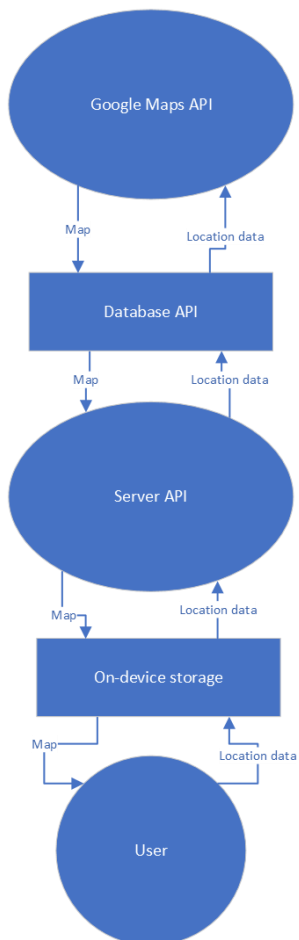 Google Maps API
Map
Location data
Database API
Map
Location data
Server API
Map
Location data
On-device storage
Map
Location data
User